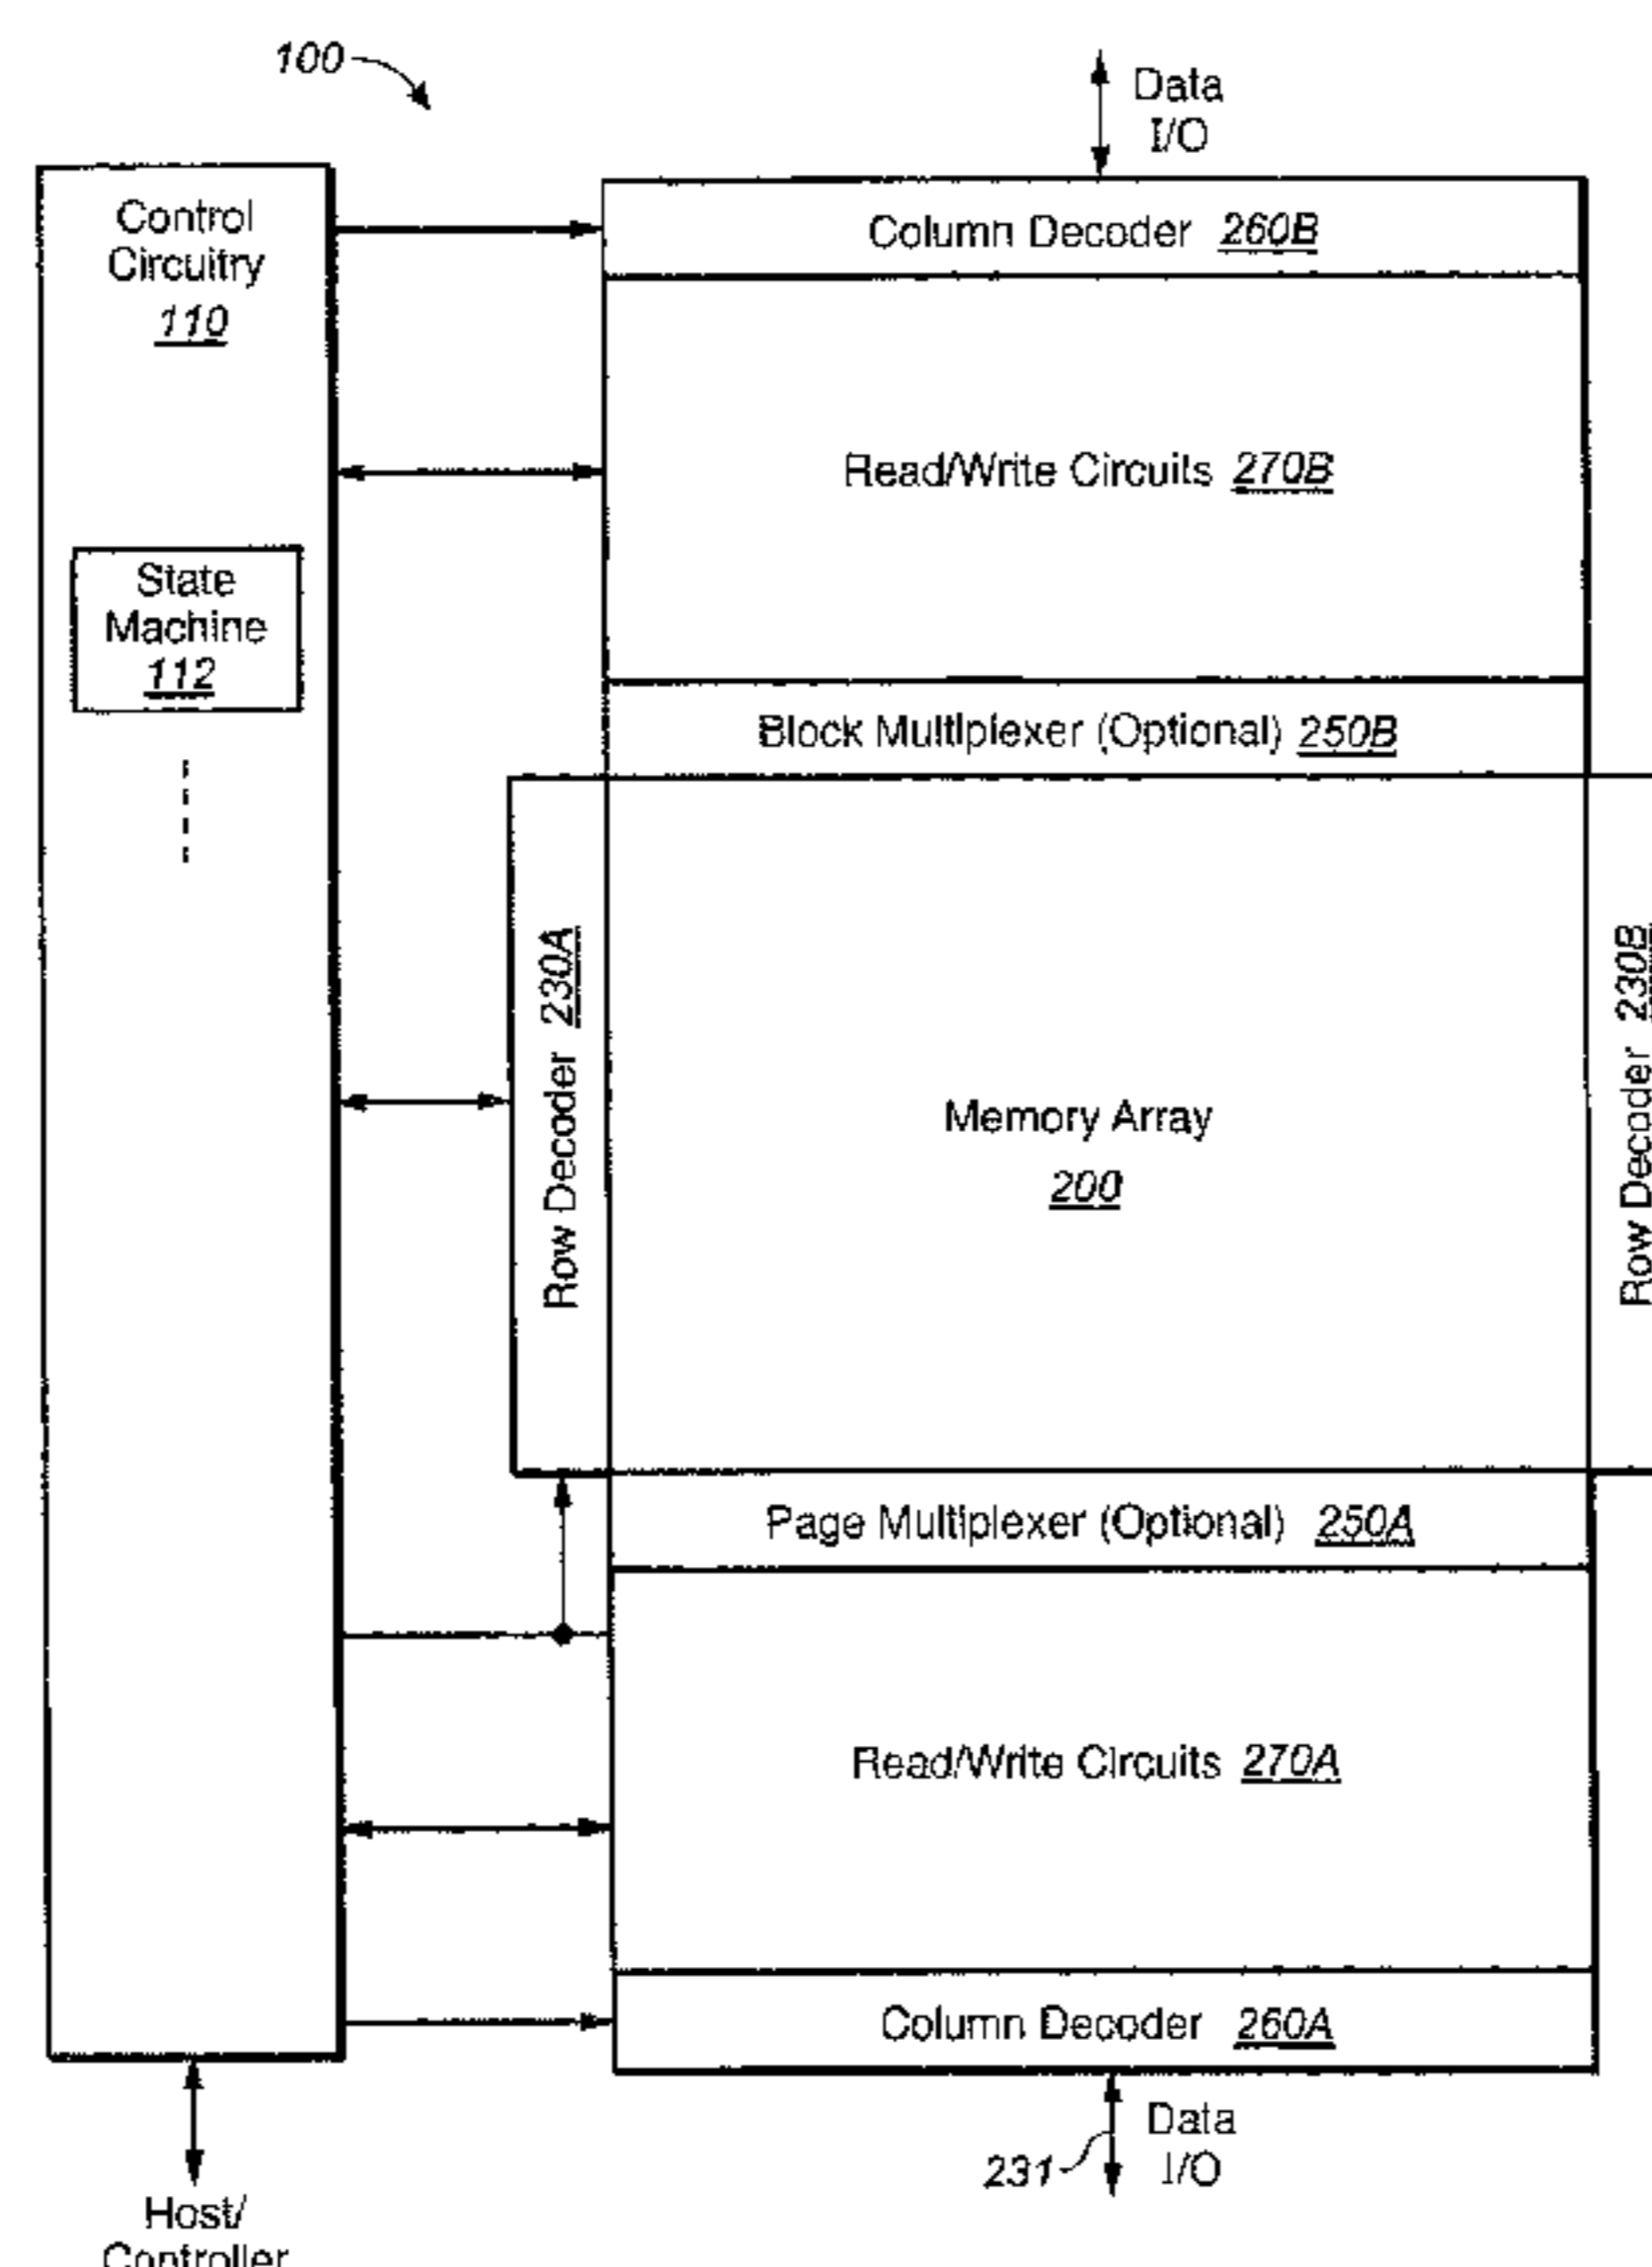 100
Data
I/O
Control
Circuitry
110
Column Decoder 260B
Read/Write Circuits 270B
State
Machine
112
Block Multiplexer (Optional) 250B
Row Decoder 230A
Memory Array
200
Row Decoder 230B
Page Multiplexer (Optional) 250A
Read/Write Circuits 270A
Column Decoder 260A
231
Data
I/O
Host/
Controller